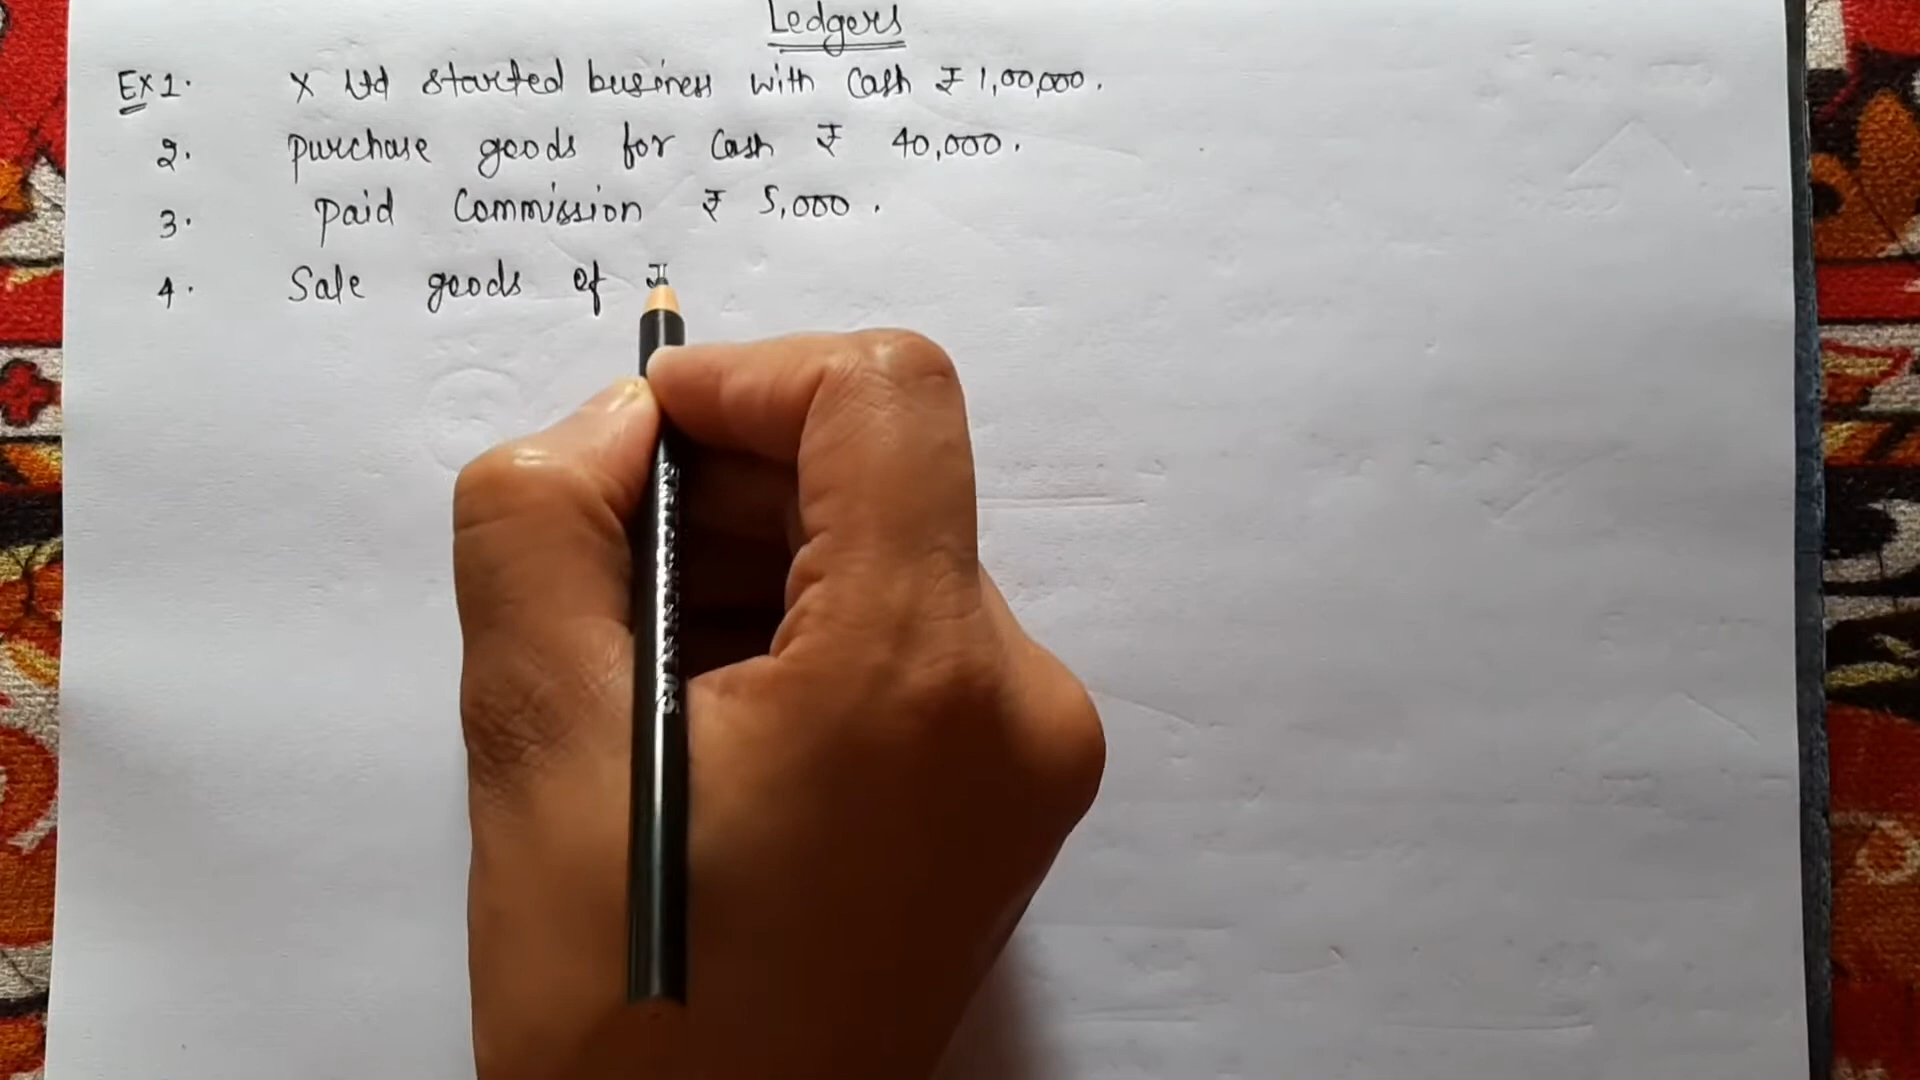 Ledgers
Ex 1. X Ltd started business with Cash ₹ 1,00,000.
2. Purchase goods for Cash ₹ 40,000.
3. Paid Commission ₹ 5,000.
4. Sale goods of ₹